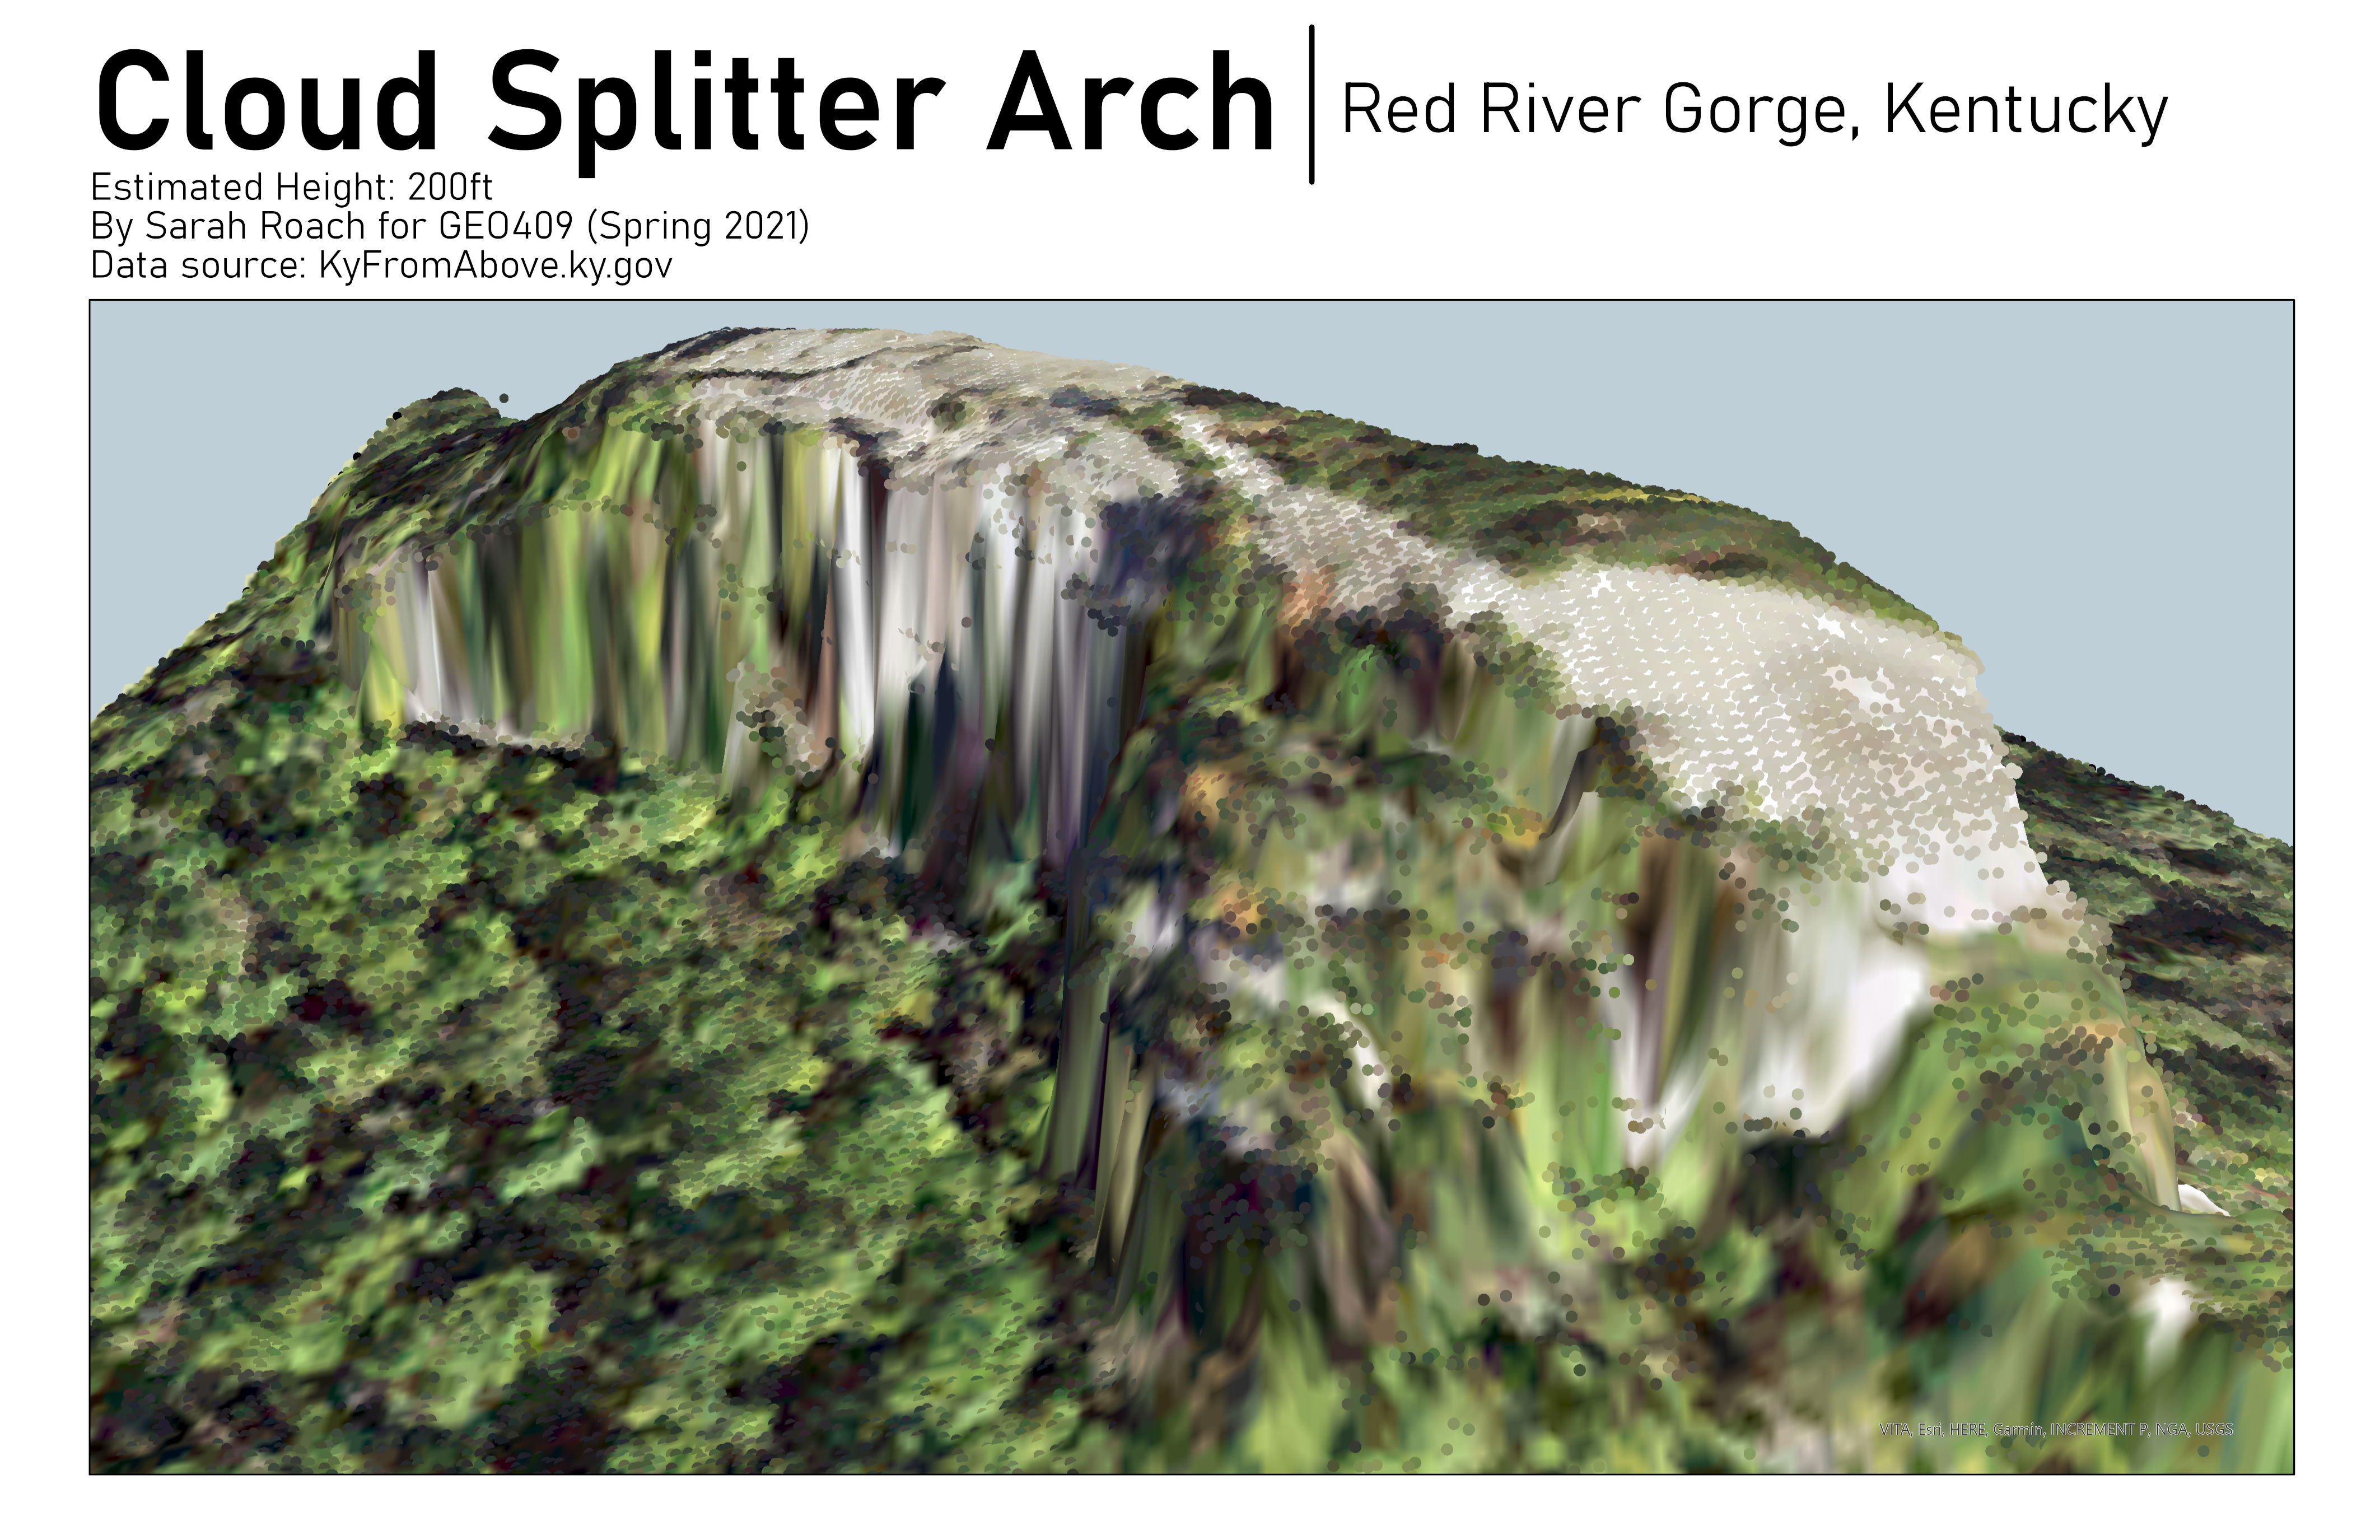 Cloud Splitter Arch
Red River Gorge, Kentucky
Estimated Height: 200ft
By Sarah Roach for GEO409 (Spring 2021)
Data source: KyFromAbove.ky.gov
VITA, Esri, HERE, Garmin, INCREMENT P, NGA, USGS